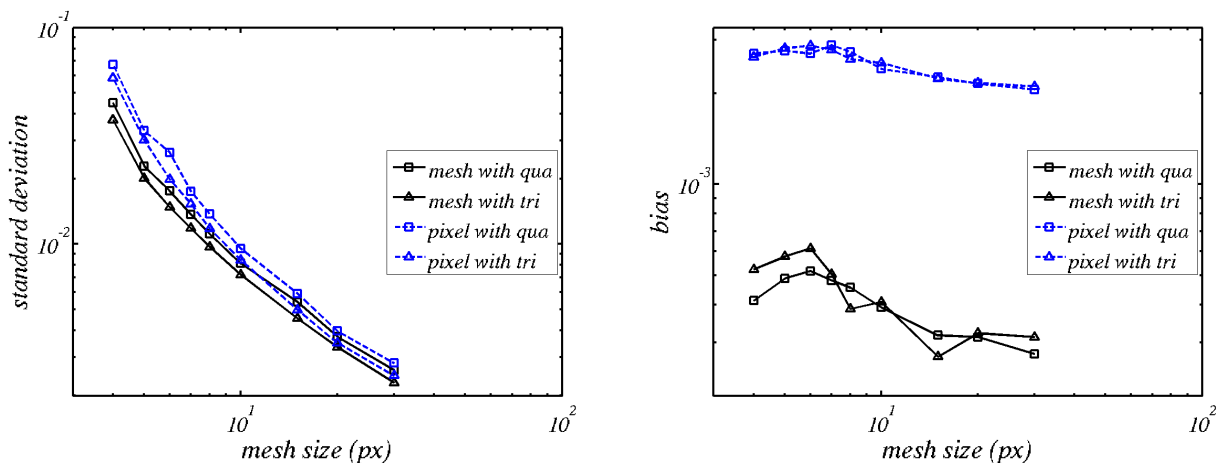 10^-1
10^-2
standard deviation
mesh with qua
mesh with tri
pixel with qua
pixel with tri
10^1
10^2
mesh size (px)
10^-3
bias
mesh with qua
mesh with tri
pixel with qua
pixel with tri
10^1
10^2
mesh size (px)